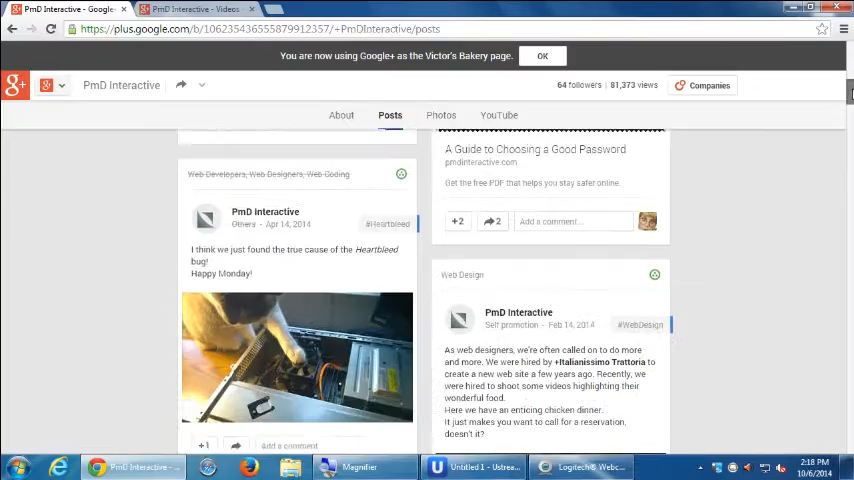 PmD Interactive - Google+
PmD Interactive - Videos -
https://plus.google.com/b/106235436555879912357/+PmDInteractive/posts
You are now using Google+ as the Victor's Bakery page.
OK
g+
PmD Interactive
64 followers | 81,373 views
Companies
About
Posts
Photos
YouTube
Web Developers, Web Designers, Web Coding
PmD Interactive
Others - Apr 14, 2014
#Heartbleed
I think we just found the true cause of the Heartbleed
bug!
Happy Monday!
+1
Add a comment
A Guide to Choosing a Good Password
pmdinteractive.com
Get the free PDF that helps you stay safer online.
+2
2
Add a comment...
Web Design
PmD Interactive
Self promotion - Feb 14, 2014
#WebDesign
As web designers, we're often called on to do more
and more. We were hired by +Italianissimo Trattoria to
create a new web site a few years ago. Recently, we
were hired to shoot some videos highlighting their
wonderful food.
Here we have an enticing chicken dinner.
It just makes you want to call for a reservation,
doesn't it?
PmD Interactive - ...
Magnifier
Untitled 1 - Ustrea...
Logitech® Webc...
2:18 PM
10/6/2014